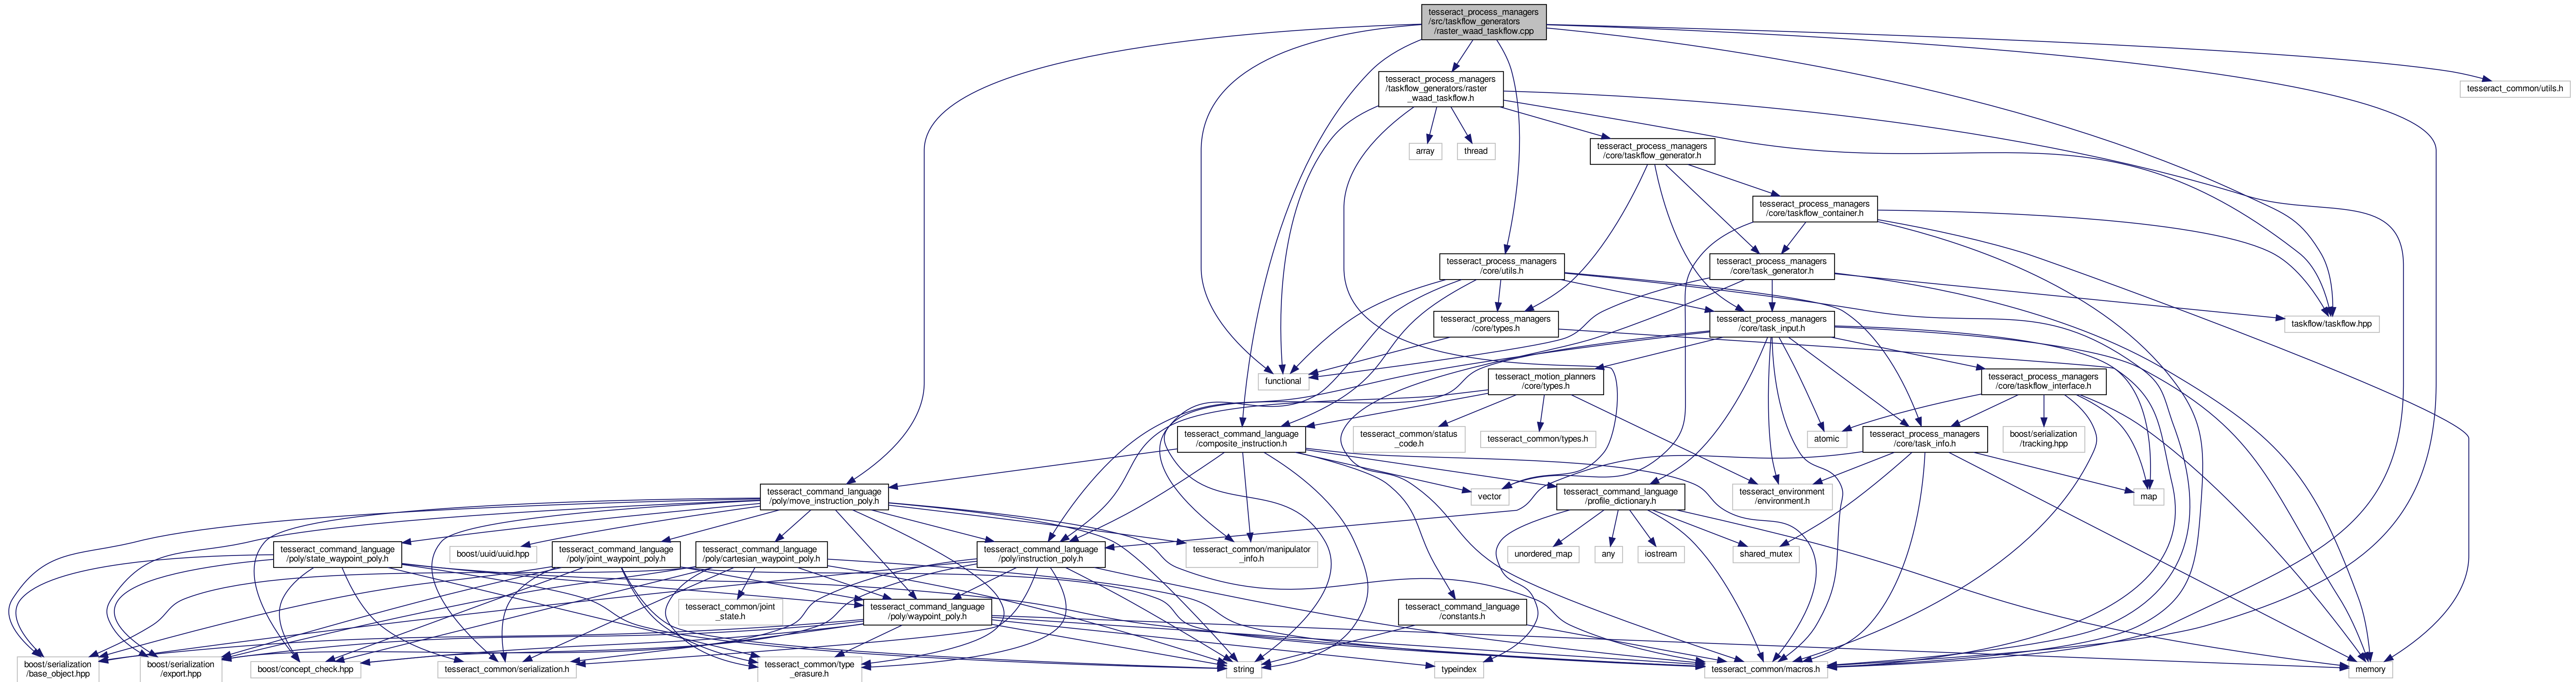 tesseract_process_managers
/src/taskflow_generators
/raster_waad_taskflow.cpp
tesseract_process_managers
/taskflow_generators/raster
_waad_taskflow.h
tesseract_common/utils.h
array
thread
tesseract_process_managers
/core/taskflow_generator.h
tesseract_process_managers
/core/taskflow_container.h
tesseract_process_managers
/core/utils.h
tesseract_process_managers
/core/task_generator.h
tesseract_process_managers
/core/types.h
tesseract_process_managers
/core/task_input.h
taskflow/taskflow.hpp
functional
tesseract_motion_planners
/core/types.h
tesseract_process_managers
/core/taskflow_interface.h
tesseract_command_language
/composite_instruction.h
tesseract_common/status
_code.h
tesseract_common/types.h
atomic
tesseract_process_managers
/core/task_info.h
boost/serialization
/tracking.hpp
tesseract_command_language
/poly/move_instruction_poly.h
vector
tesseract_command_language
/profile_dictionary.h
tesseract_environment
/environment.h
map
tesseract_command_language
/poly/state_waypoint_poly.h
boost/uuid/uuid.hpp
tesseract_command_language
/poly/joint_waypoint_poly.h
tesseract_command_language
/poly/cartesian_waypoint_poly.h
tesseract_command_language
/poly/instruction_poly.h
tesseract_common/manipulator
_info.h
unordered_map
any
iostream
shared_mutex
tesseract_common/joint
_state.h
tesseract_command_language
/poly/waypoint_poly.h
tesseract_command_language
/constants.h
boost/serialization
/base_object.hpp
boost/serialization
/export.hpp
boost/concept_check.hpp
tesseract_common/serialization.h
tesseract_common/type
_erasure.h
string
typeindex
tesseract_common/macros.h
memory